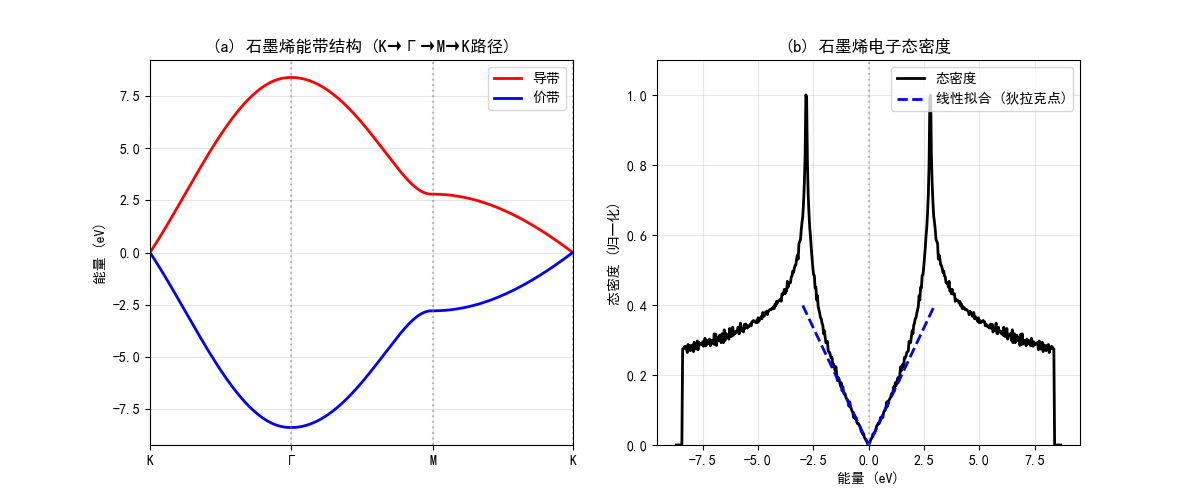 (a) 石墨烯能带结构 (K→Γ→M→K路径)
导带
价带
能量 (eV)
7.5
5.0
2.5
0.0
−2.5
−5.0
−7.5
K
Γ
M
K
(b) 石墨烯电子态密度
态密度
线性拟合 (狄拉克点)
态密度 (归一化)
1.0
0.8
0.6
0.4
0.2
0.0
−7.5
−5.0
−2.5
0.0
2.5
5.0
7.5
能量 (eV)